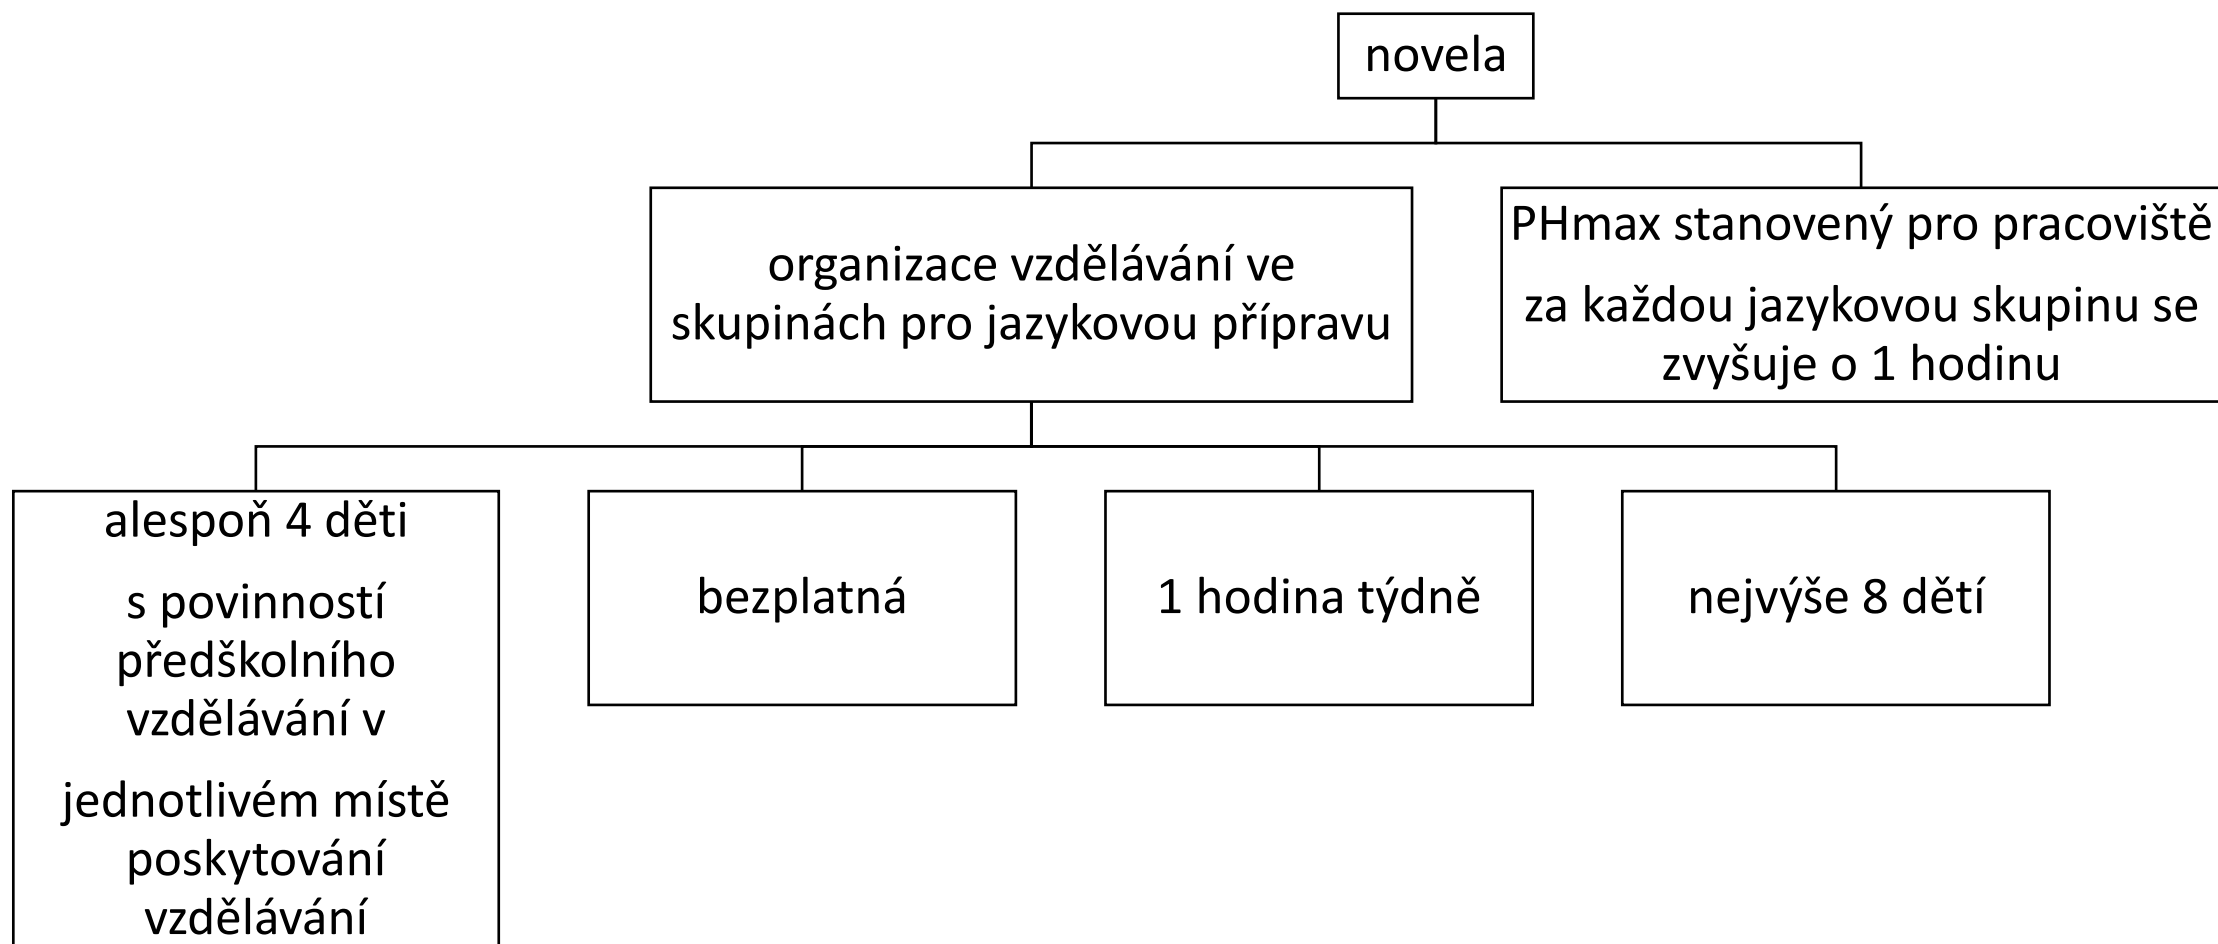 novela
organizace vzdělávání ve
skupinách pro jazykovou přípravu
PHmax stanovený pro pracoviště
za každou jazykovou skupinu se
zvyšuje o 1 hodinu
alespoň 4 děti
s povinností
předškolního
vzdělávání v
jednotlivém místě
poskytování
vzdělávání
bezplatná
1 hodina týdně
nejvýše 8 dětí